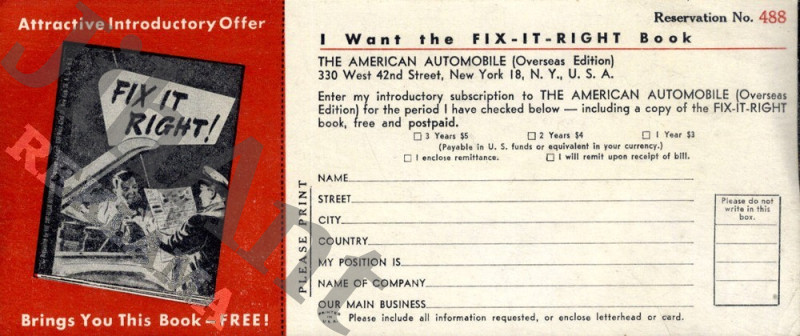 Attractive Introductory Offer
FIX IT
RIGHT!
Brings You This Book—FREE!
Reservation No. 488
I Want the FIX-IT-RIGHT Book
THE AMERICAN AUTOMOBILE (Overseas Edition)
330 West 42nd Street, New York 18, N. Y., U. S. A.
Enter my introductory subscription to THE AMERICAN AUTOMOBILE (Overseas
Edition) for the period I have checked below — including a copy of the FIX-IT-RIGHT
book, free and postpaid.
3 Years $5 2 Years $4 1 Year $3
(Payable in U. S. funds or equivalent in your currency.)
I enclose remittance. I will remit upon receipt of bill.
PLEASE PRINT
NAME
STREET
CITY
COUNTRY
MY POSITION IS
NAME OF COMPANY
OUR MAIN BUSINESS
Please do not
write in this
box.
PRINTED IN U.S.A.
Please include all information requested, or enclose letterhead or card.